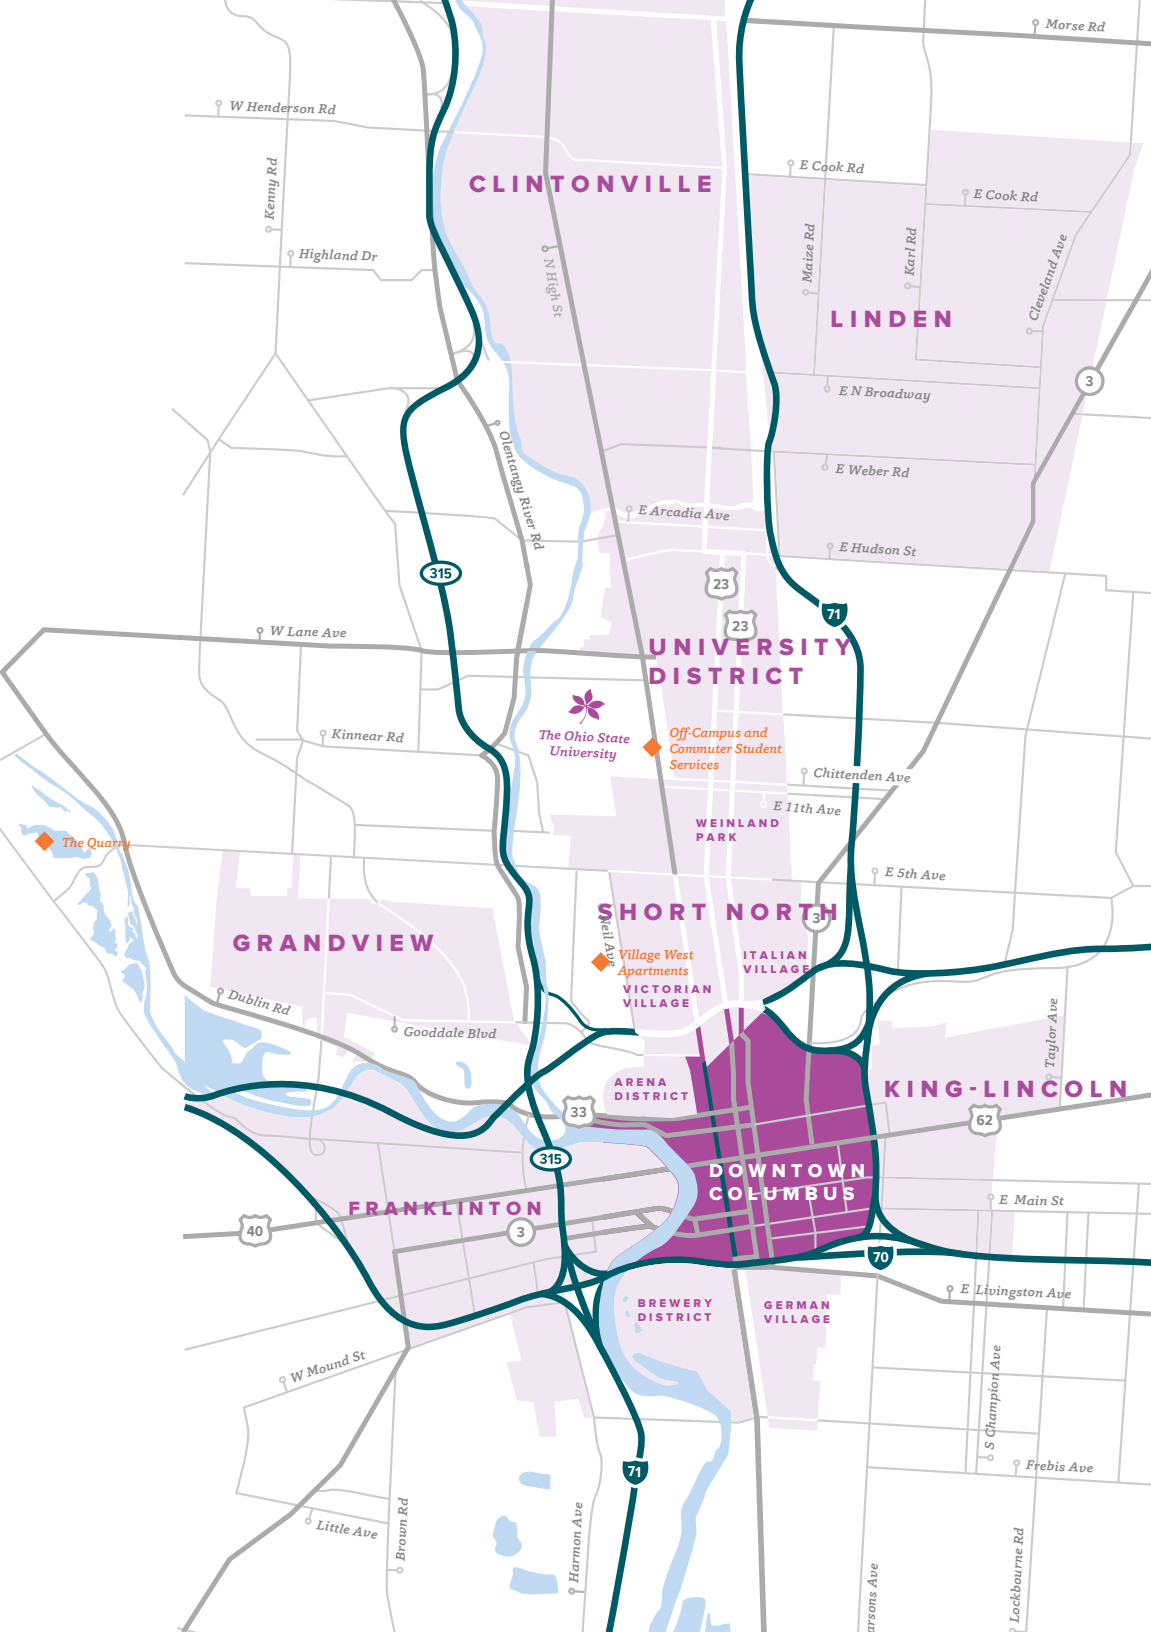 Morse Rd
W Henderson Rd
Kenny Rd
E Cook Rd
CLINTONVILLE
E Cook Rd
Highland Dr
N High St
Maize Rd
Karl Rd
Cleveland Ave
LINDEN
3
E N Broadway
Olentangy River Rd
E Weber Rd
E Arcadia Ave
E Hudson St
315
23
71
23
W Lane Ave
UNIVERSITY
DISTRICT
The Ohio State
University
Off-Campus and
Commuter Student
Services
Kinnear Rd
Chittenden Ave
E 11th Ave
WEINLAND
PARK
The Quarry
E 5th Ave
SHORT NORTH
3
Neil Ave
GRANDVIEW
Village West
Apartments
ITALIAN
VILLAGE
VICTORIAN
VILLAGE
Dublin Rd
Gooddale Blvd
Taylor Ave
ARENA
DISTRICT
KING-LINCOLN
33
62
315
DOWNTOWN
COLUMBUS
E Main St
FRANKLINTON
40
3
70
E Livingston Ave
BREWERY
DISTRICT
GERMAN
VILLAGE
W Mound St
S Champion Ave
71
Frebis Ave
Little Ave
Brown Rd
Harmon Ave
arsons Ave
Lockbourne Rd